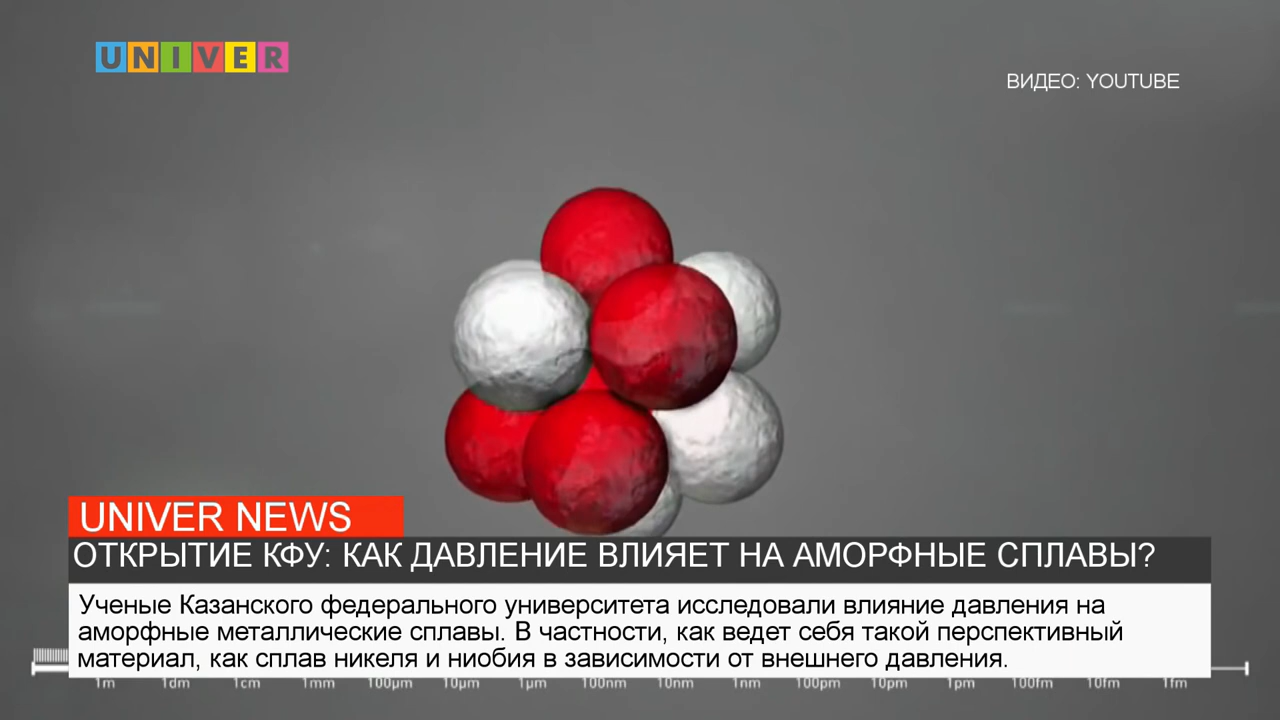 UNIVER
ВИДЕО: YOUTUBE
UNIVER NEWS
ОТКРЫТИЕ КФУ: КАК ДАВЛЕНИЕ ВЛИЯЕТ НА АМОРФНЫЕ СПЛАВЫ?
Ученые Казанского федерального университета исследовали влияние давления на
аморфные металлические сплавы. В частности, как ведет себя такой перспективный
материал, как сплав никеля и ниобия в зависимости от внешнего давления.
1m 1dm 1cm 1mm 100µm 10µm 1µm 100nm 10nm 1nm 100pm 10pm 1pm 100fm 10fm 1fm